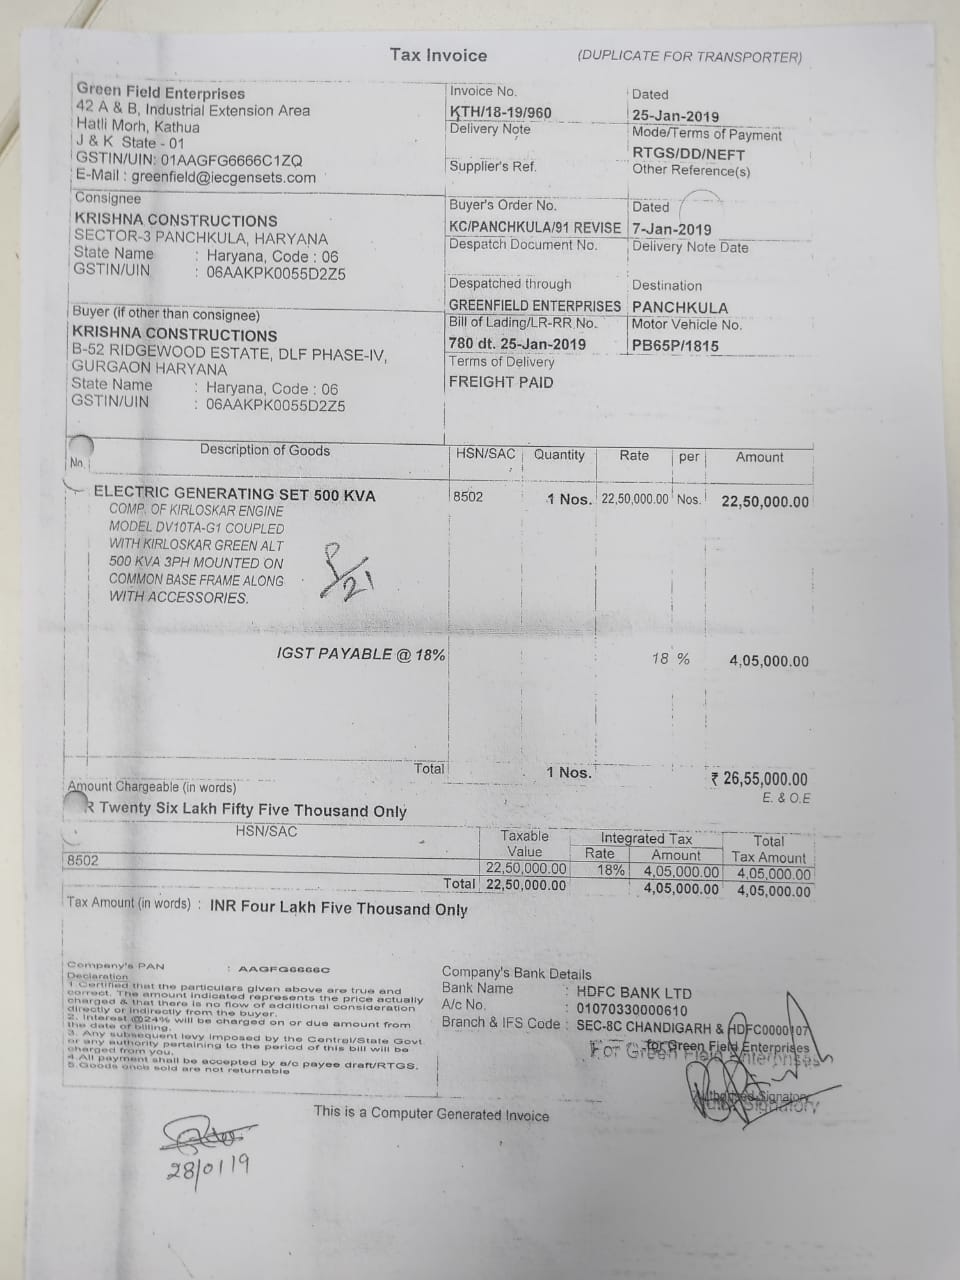 Tax Invoice
(DUPLICATE FOR TRANSPORTER)
Green Field Enterprises
42 A & B, Industrial Extension Area
Hatli Morh, Kathua
J & K State - 01
GSTIN/UIN: 01AAGFG6666C1ZQ
E-Mail : greenfield@iecgensets.com
Invoice No.
KTH/18-19/960
Dated
25-Jan-2019
Delivery Note
Mode/Terms of Payment
RTGS/DD/NEFT
Supplier's Ref.
Other Reference(s)
Consignee
KRISHNA CONSTRUCTIONS
SECTOR-3 PANCHKULA, HARYANA
State Name : Haryana, Code : 06
GSTIN/UIN : 06AAKPK0055D2Z5
Buyer's Order No.
KC/PANCHKULA/91 REVISE
Dated
7-Jan-2019
Despatch Document No.
Delivery Note Date
Despatched through
GREENFIELD ENTERPRISES
Destination
PANCHKULA
Buyer (if other than consignee)
KRISHNA CONSTRUCTIONS
B-52 RIDGEWOOD ESTATE, DLF PHASE-IV,
GURGAON HARYANA
State Name : Haryana, Code : 06
GSTIN/UIN : 06AAKPK0055D2Z5
Bill of Lading/LR-RR No.
780 dt. 25-Jan-2019
Motor Vehicle No.
PB65P/1815
Terms of Delivery
FREIGHT PAID
No. Description of Goods HSN/SAC Quantity Rate per Amount
ELECTRIC GENERATING SET 500 KVA 8502 1 Nos. 22,50,000.00 Nos. 22,50,000.00
COMP. OF KIRLOSKAR ENGINE
MODEL DV10TA-G1 COUPLED
WITH KIRLOSKAR GREEN ALT
500 KVA 3PH MOUNTED ON
COMMON BASE FRAME ALONG
WITH ACCESSORIES.
IGST PAYABLE @ 18% 18 % 4,05,000.00
Total 1 Nos. ₹ 26,55,000.00
Amount Chargeable (in words) E. & O.E
R Twenty Six Lakh Fifty Five Thousand Only
HSN/SAC Taxable Value Integrated Tax Total Tax Amount
Rate Amount
8502 22,50,000.00 18% 4,05,000.00 4,05,000.00
Total 22,50,000.00 4,05,000.00 4,05,000.00
Tax Amount (in words) : INR Four Lakh Five Thousand Only
Company's PAN : AAGFG6666C
Declaration
1. Certified that the particulars given above are true and
correct. The amount indicated represents the price actually
charged & that there is no flow of additional consideration
directly or indirectly from the buyer.
2. Interest @24% will be charged on or due amount from
the date of billing.
3. Any subsequent levy imposed by the Central/State Govt
or any authority pertaining to the period of this bill will be
charged from you.
4. All payment shall be accepted by a/c payee draft/RTGS.
5. Goods once sold are not returnable
Company's Bank Details
Bank Name : HDFC BANK LTD
A/c No. : 01070330000610
Branch & IFS Code : SEC-8C CHANDIGARH & HDFC0000107
for Green Field Enterprises
For Green Field Enterprises
Authorised Signatory
This is a Computer Generated Invoice
28/01/19